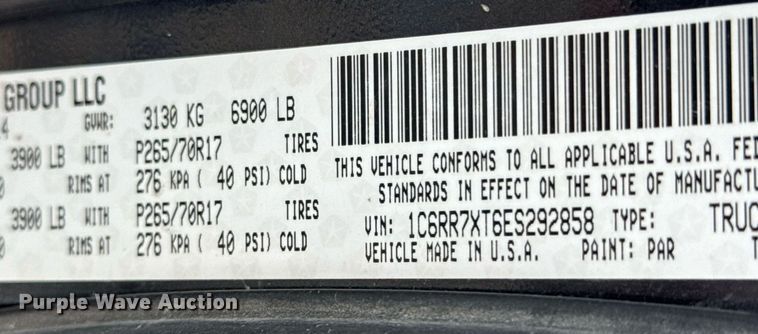 GROUP LLC
4 GVWR: 3130 KG 6900 LB
3900 LB WITH P265/70R17 TIRES
RIMS AT 276 KPA ( 40 PSI) COLD
3900 LB WITH P265/70R17 TIRES
RIMS AT 276 KPA ( 40 PSI) COLD
THIS VEHICLE CONFORMS TO ALL APPLICABLE U.S.A. FED
STANDARDS IN EFFECT ON THE DATE OF MANUFACTU
VIN: 1C6RR7XT6ES292858 TYPE: TRUC
VEHICLE MADE IN U.S.A. PAINT: PAR
Purple Wave Auction